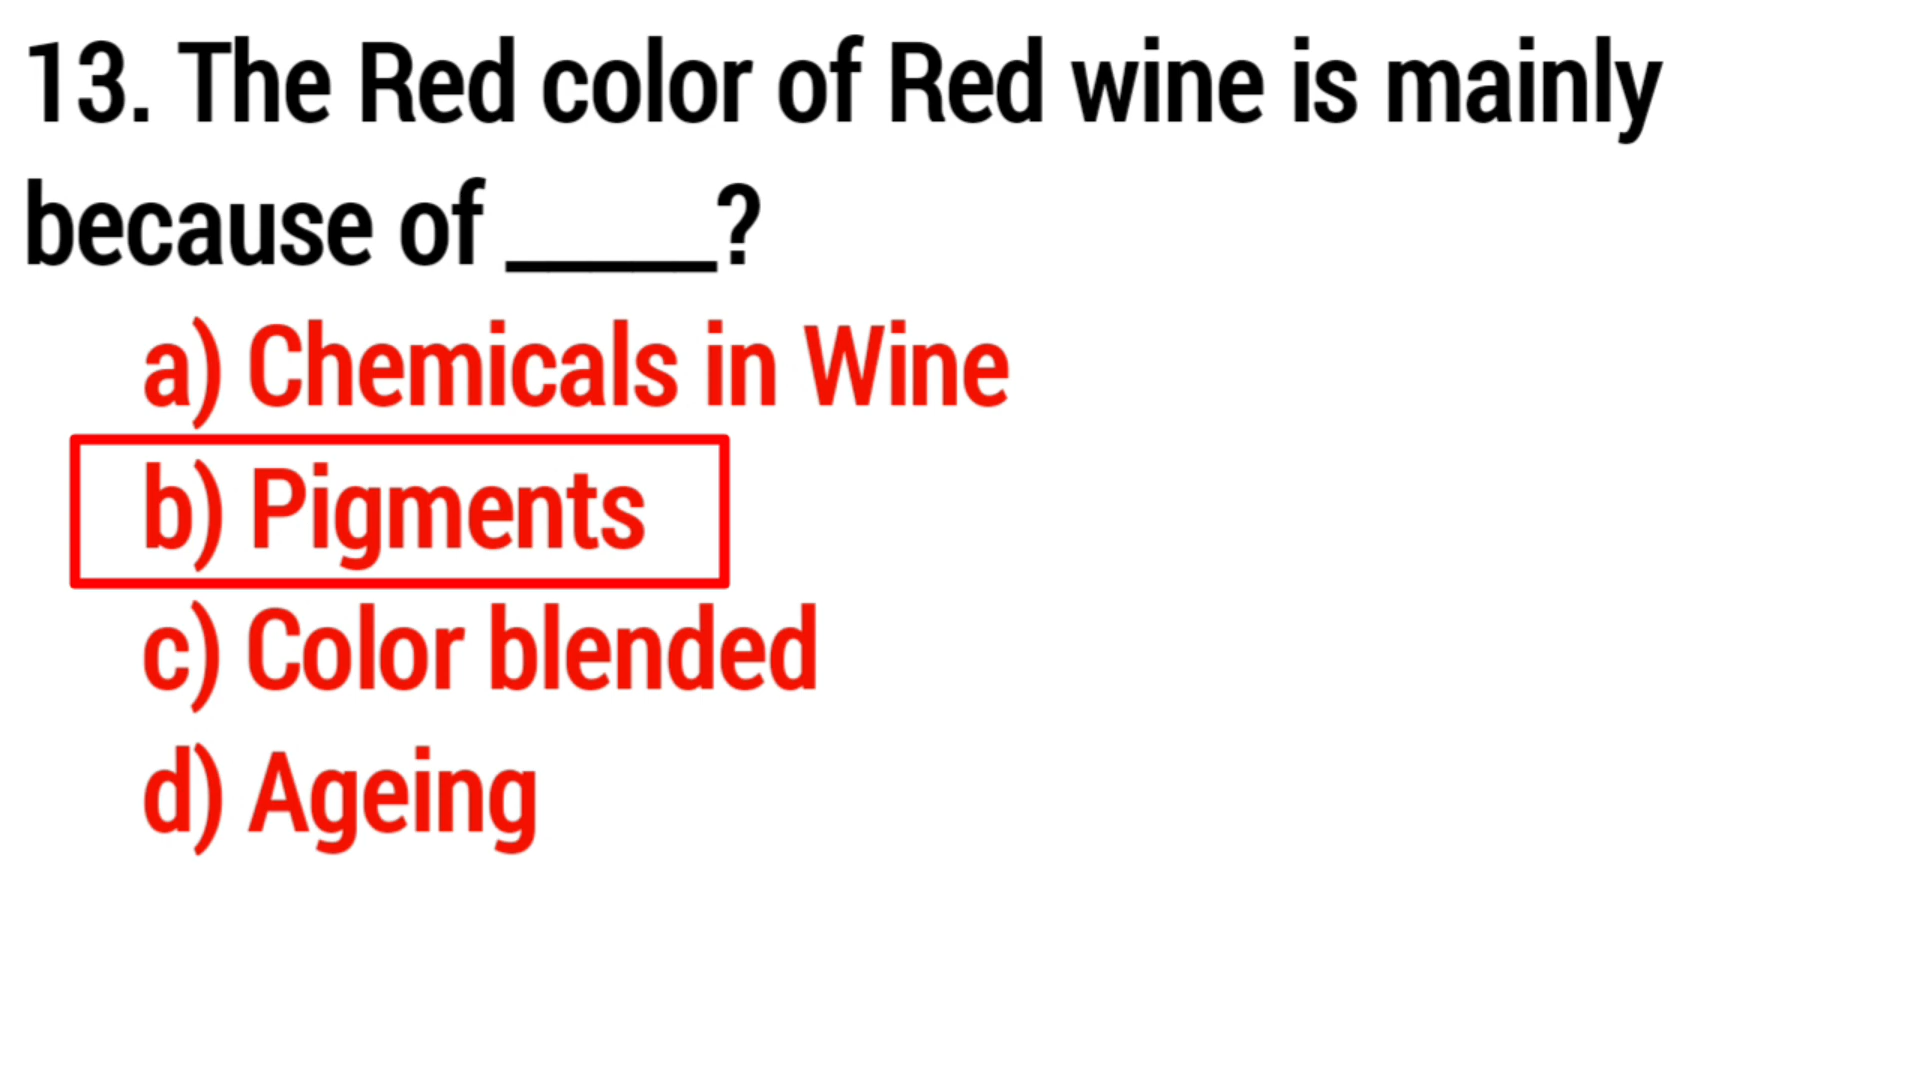 13. The Red color of Red wine is mainly
because of _____?
a) Chemicals in Wine
b) Pigments
c) Color blended
d) Ageing